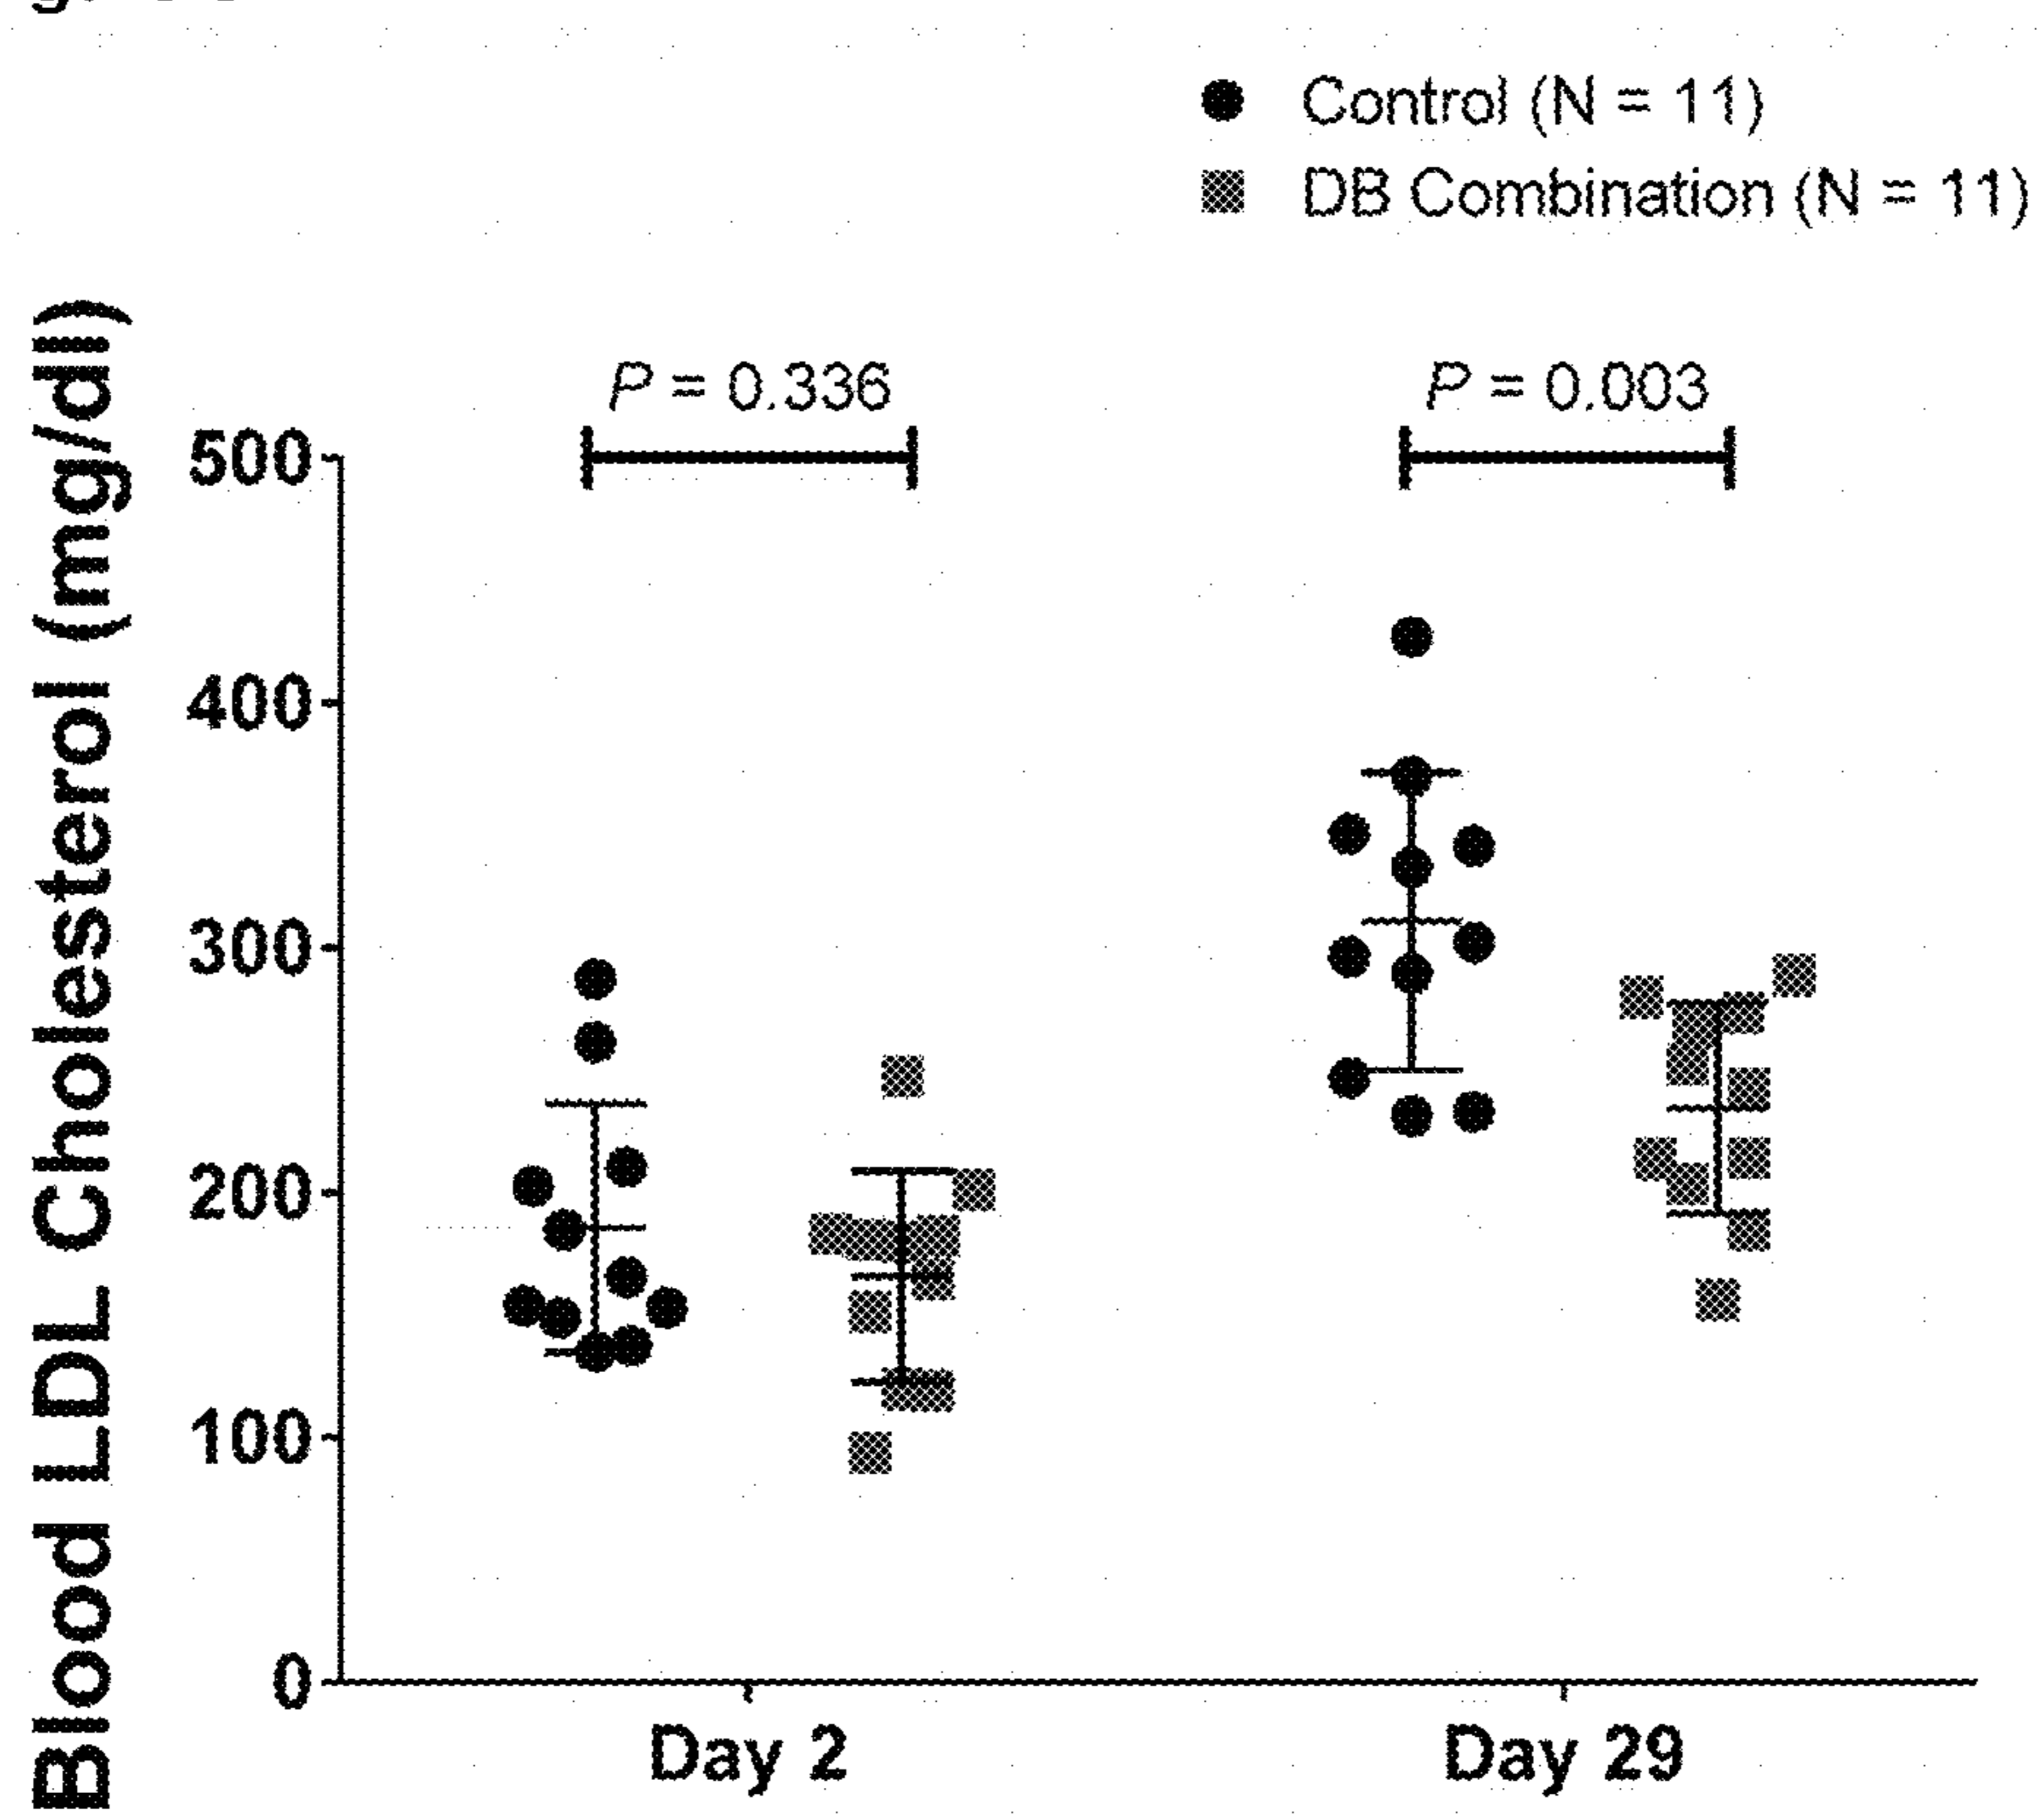 Control (N = 11)
DB Combination (N = 11)
Blood LDL Cholesterol (mg/dl)
P = 0.336
P = 0.003
500
400
300
200
100
0
Day 2
Day 29